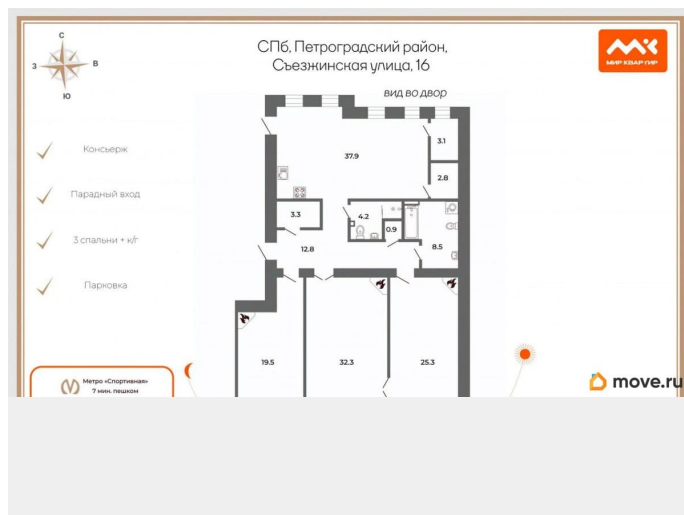 СПб, Петроградский район,
Съезжинская улица, 16
МИР КВАРТИР
С
З
В
Ю
вид во двор
Консьерж
Парадный вход
3 спальни + к/г
Парковка
37.9
3.1
2.8
3.3
4.2
0.9
12.8
8.5
19.5
32.3
25.3
Метро «Спортивная»
7 мин. пешком
move.ru